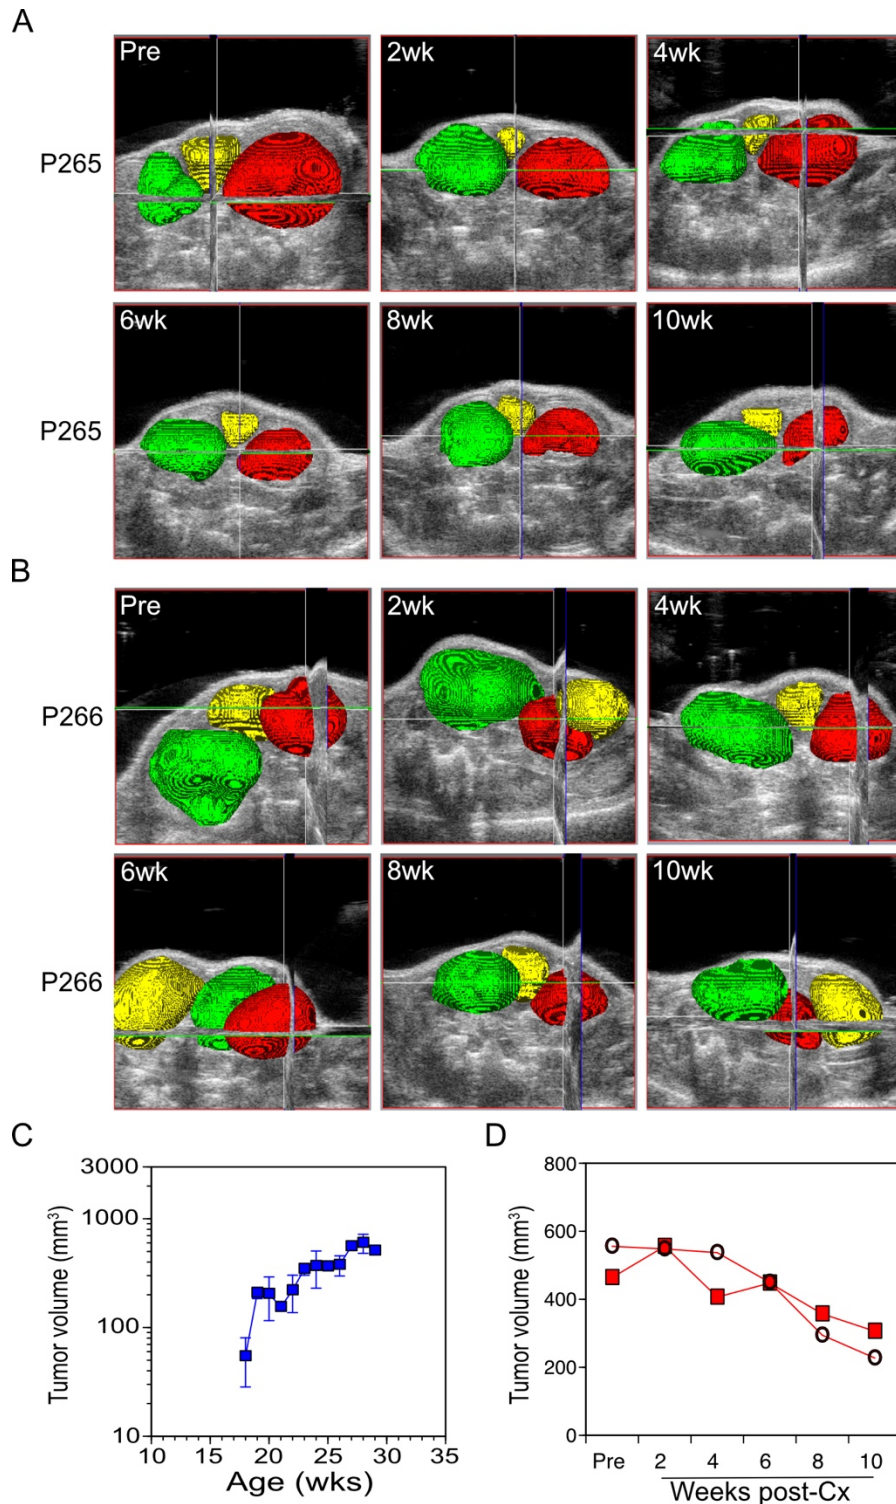 A
Pre
2wk
4wk
P265
6wk
8wk
10wk
P265
B
Pre
2wk
4wk
P266
6wk
8wk
10wk
P266
C
D
3000
1000
100
10
Tumor volume (mm³)
10 15 20 25 30 35
Age (wks)
800
600
400
200
0
Tumor volume (mm³)
Pre 2 4 6 8 10
Weeks post-Cx